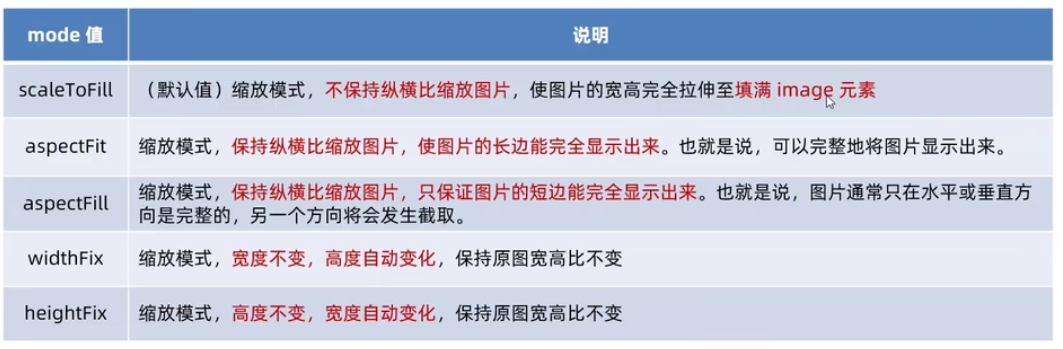 mode 值 说明
scaleToFill （默认值）缩放模式，不保持纵横比缩放图片，使图片的宽高完全拉伸至填满 image 元素
aspectFit 缩放模式，保持纵横比缩放图片，使图片的长边能完全显示出来。也就是说，可以完整地将图片显示出来。
aspectFill 缩放模式，保持纵横比缩放图片，只保证图片的短边能完全显示出来。也就是说，图片通常只在水平或垂直方
向是完整的，另一个方向将会发生截取。
widthFix 缩放模式，宽度不变，高度自动变化，保持原图宽高比不变
heightFix 缩放模式，高度不变，宽度自动变化，保持原图宽高比不变